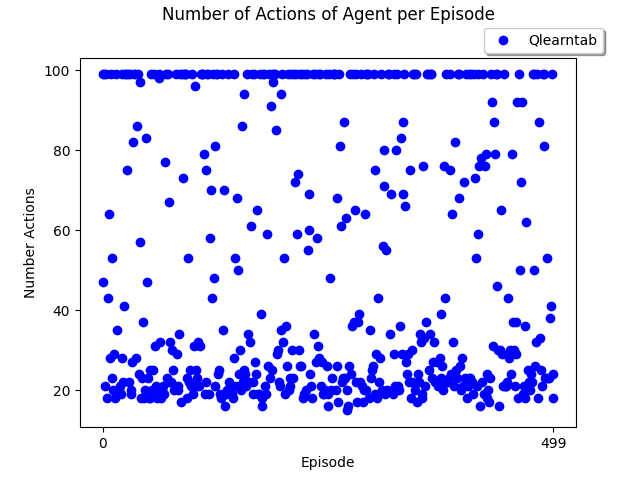 Number of Actions of Agent per Episode
Qlearntab
100
80
60
40
20
Number Actions
0
499
Episode